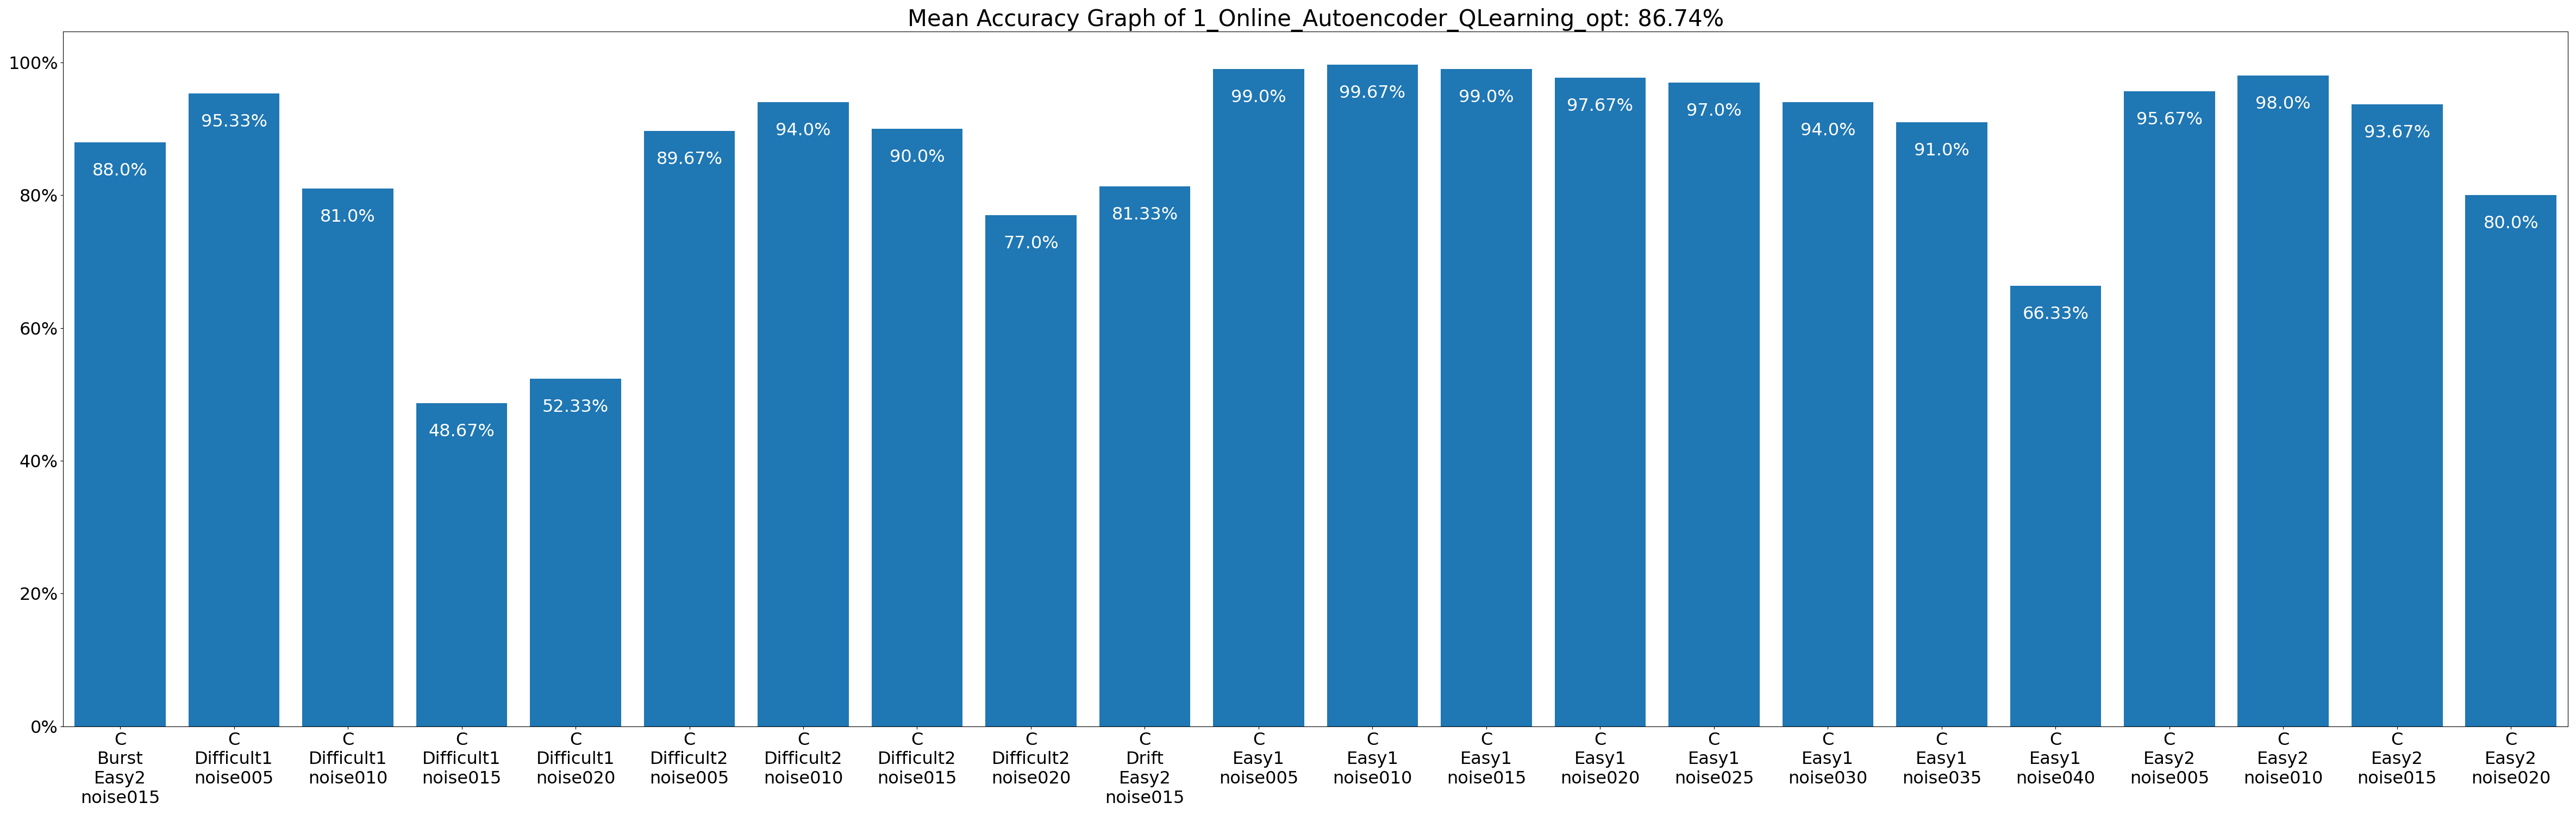 Mean Accuracy Graph of 1_Online_Autoencoder_QLearning_opt: 86.74%
100%
80%
60%
40%
20%
0%
88.0%
95.33%
81.0%
48.67%
52.33%
89.67%
94.0%
90.0%
77.0%
81.33%
99.0%
99.67%
99.0%
97.67%
97.0%
94.0%
91.0%
66.33%
95.67%
98.0%
93.67%
80.0%
C
Burst
Easy2
noise015
C
Difficult1
noise005
C
Difficult1
noise010
C
Difficult1
noise015
C
Difficult1
noise020
C
Difficult2
noise005
C
Difficult2
noise010
C
Difficult2
noise015
C
Difficult2
noise020
C
Drift
Easy2
noise015
C
Easy1
noise005
C
Easy1
noise010
C
Easy1
noise015
C
Easy1
noise020
C
Easy1
noise025
C
Easy1
noise030
C
Easy1
noise035
C
Easy1
noise040
C
Easy2
noise005
C
Easy2
noise010
C
Easy2
noise015
C
Easy2
noise020